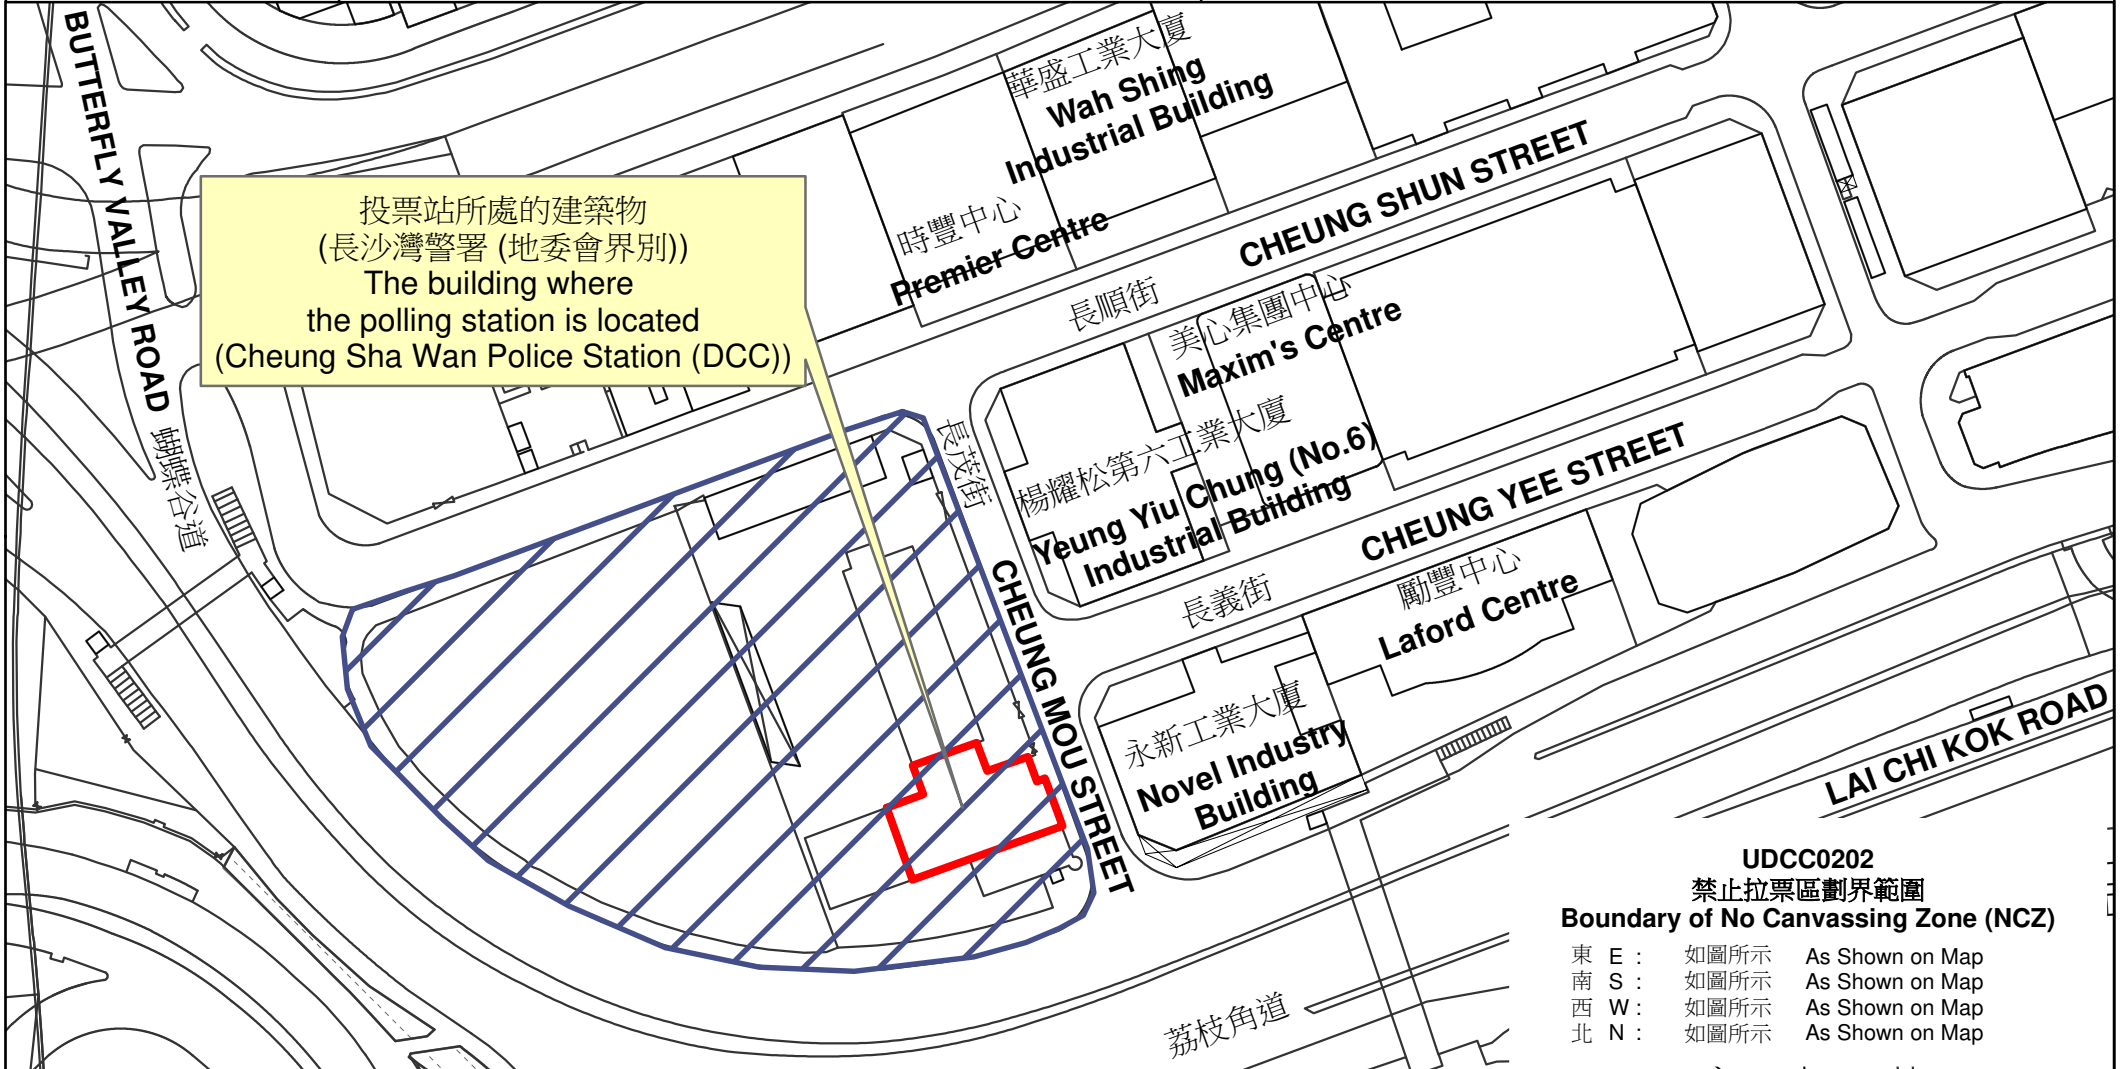 BUTTERFLY VALLEY ROAD
蝴蝶谷道
投票站所處的建築物
(長沙灣警署 (地委會界別))
The building where
the polling station is located
(Cheung Sha Wan Police Station (DCC))
華盛工業大廈
Wah Shing
Industrial Building
時豐中心
Premier Centre
CHEUNG SHUN STREET
長順街
美心集團中心
Maxim's Centre
楊耀松第六工業大廈
Yeung Yiu Chung (No.6)
Industrial Building
長茂街
CHEUNG MOU STREET
CHEUNG YEE STREET
長義街
勵豐中心
Laford Centre
永新工業大廈
Novel Industry
Building
LAI CHI KOK ROAD
荔枝角道
UDCC0202
禁止拉票區劃界範圍
Boundary of No Canvassing Zone (NCZ)
東 E : 如圖所示 As Shown on Map
南 S : 如圖所示 As Shown on Map
西 W : 如圖所示 As Shown on Map
北 N : 如圖所示 As Shown on Map